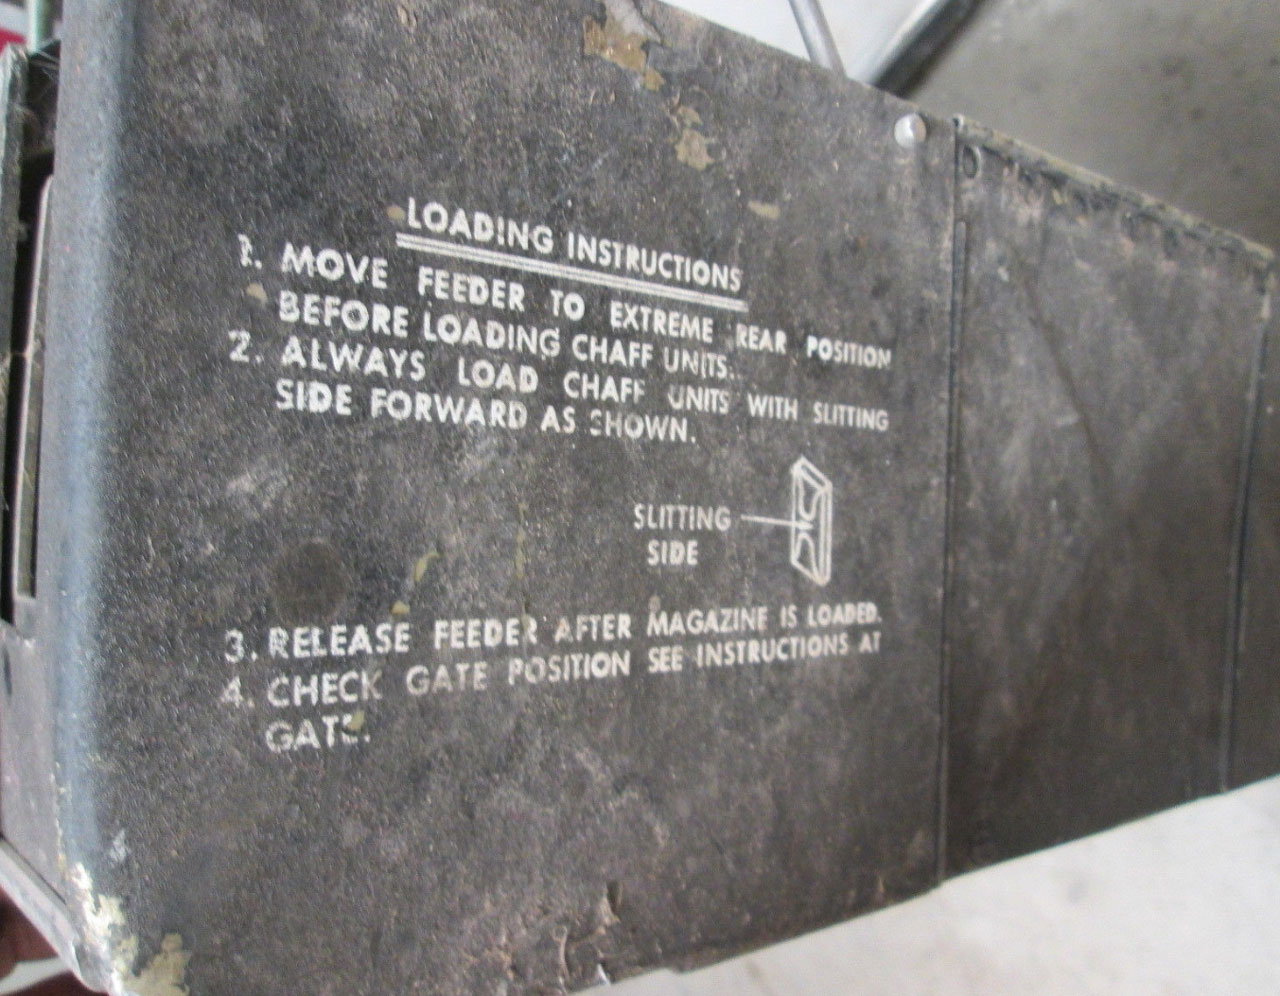 LOADING INSTRUCTIONS
1. MOVE FEEDER TO EXTREME REAR POSITION
BEFORE LOADING CHAFF UNITS.
2. ALWAYS LOAD CHAFF UNITS WITH SLITTING
SIDE FORWARD AS SHOWN.
SLITTING
SIDE
3. RELEASE FEEDER AFTER MAGAZINE IS LOADED.
4. CHECK GATE POSITION SEE INSTRUCTIONS AT
GATE.